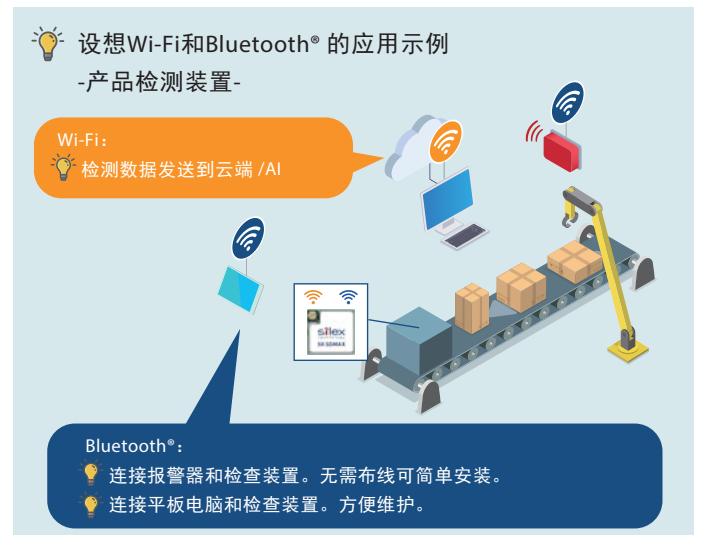 设想Wi-Fi和Bluetooth® 的应用示例
-产品检测装置-
Wi-Fi：
检测数据发送到云端 /AI
silex
SX-SDMAX
Bluetooth®：
连接报警器和检查装置。无需布线可简单安装。
连接平板电脑和检查装置。方便维护。